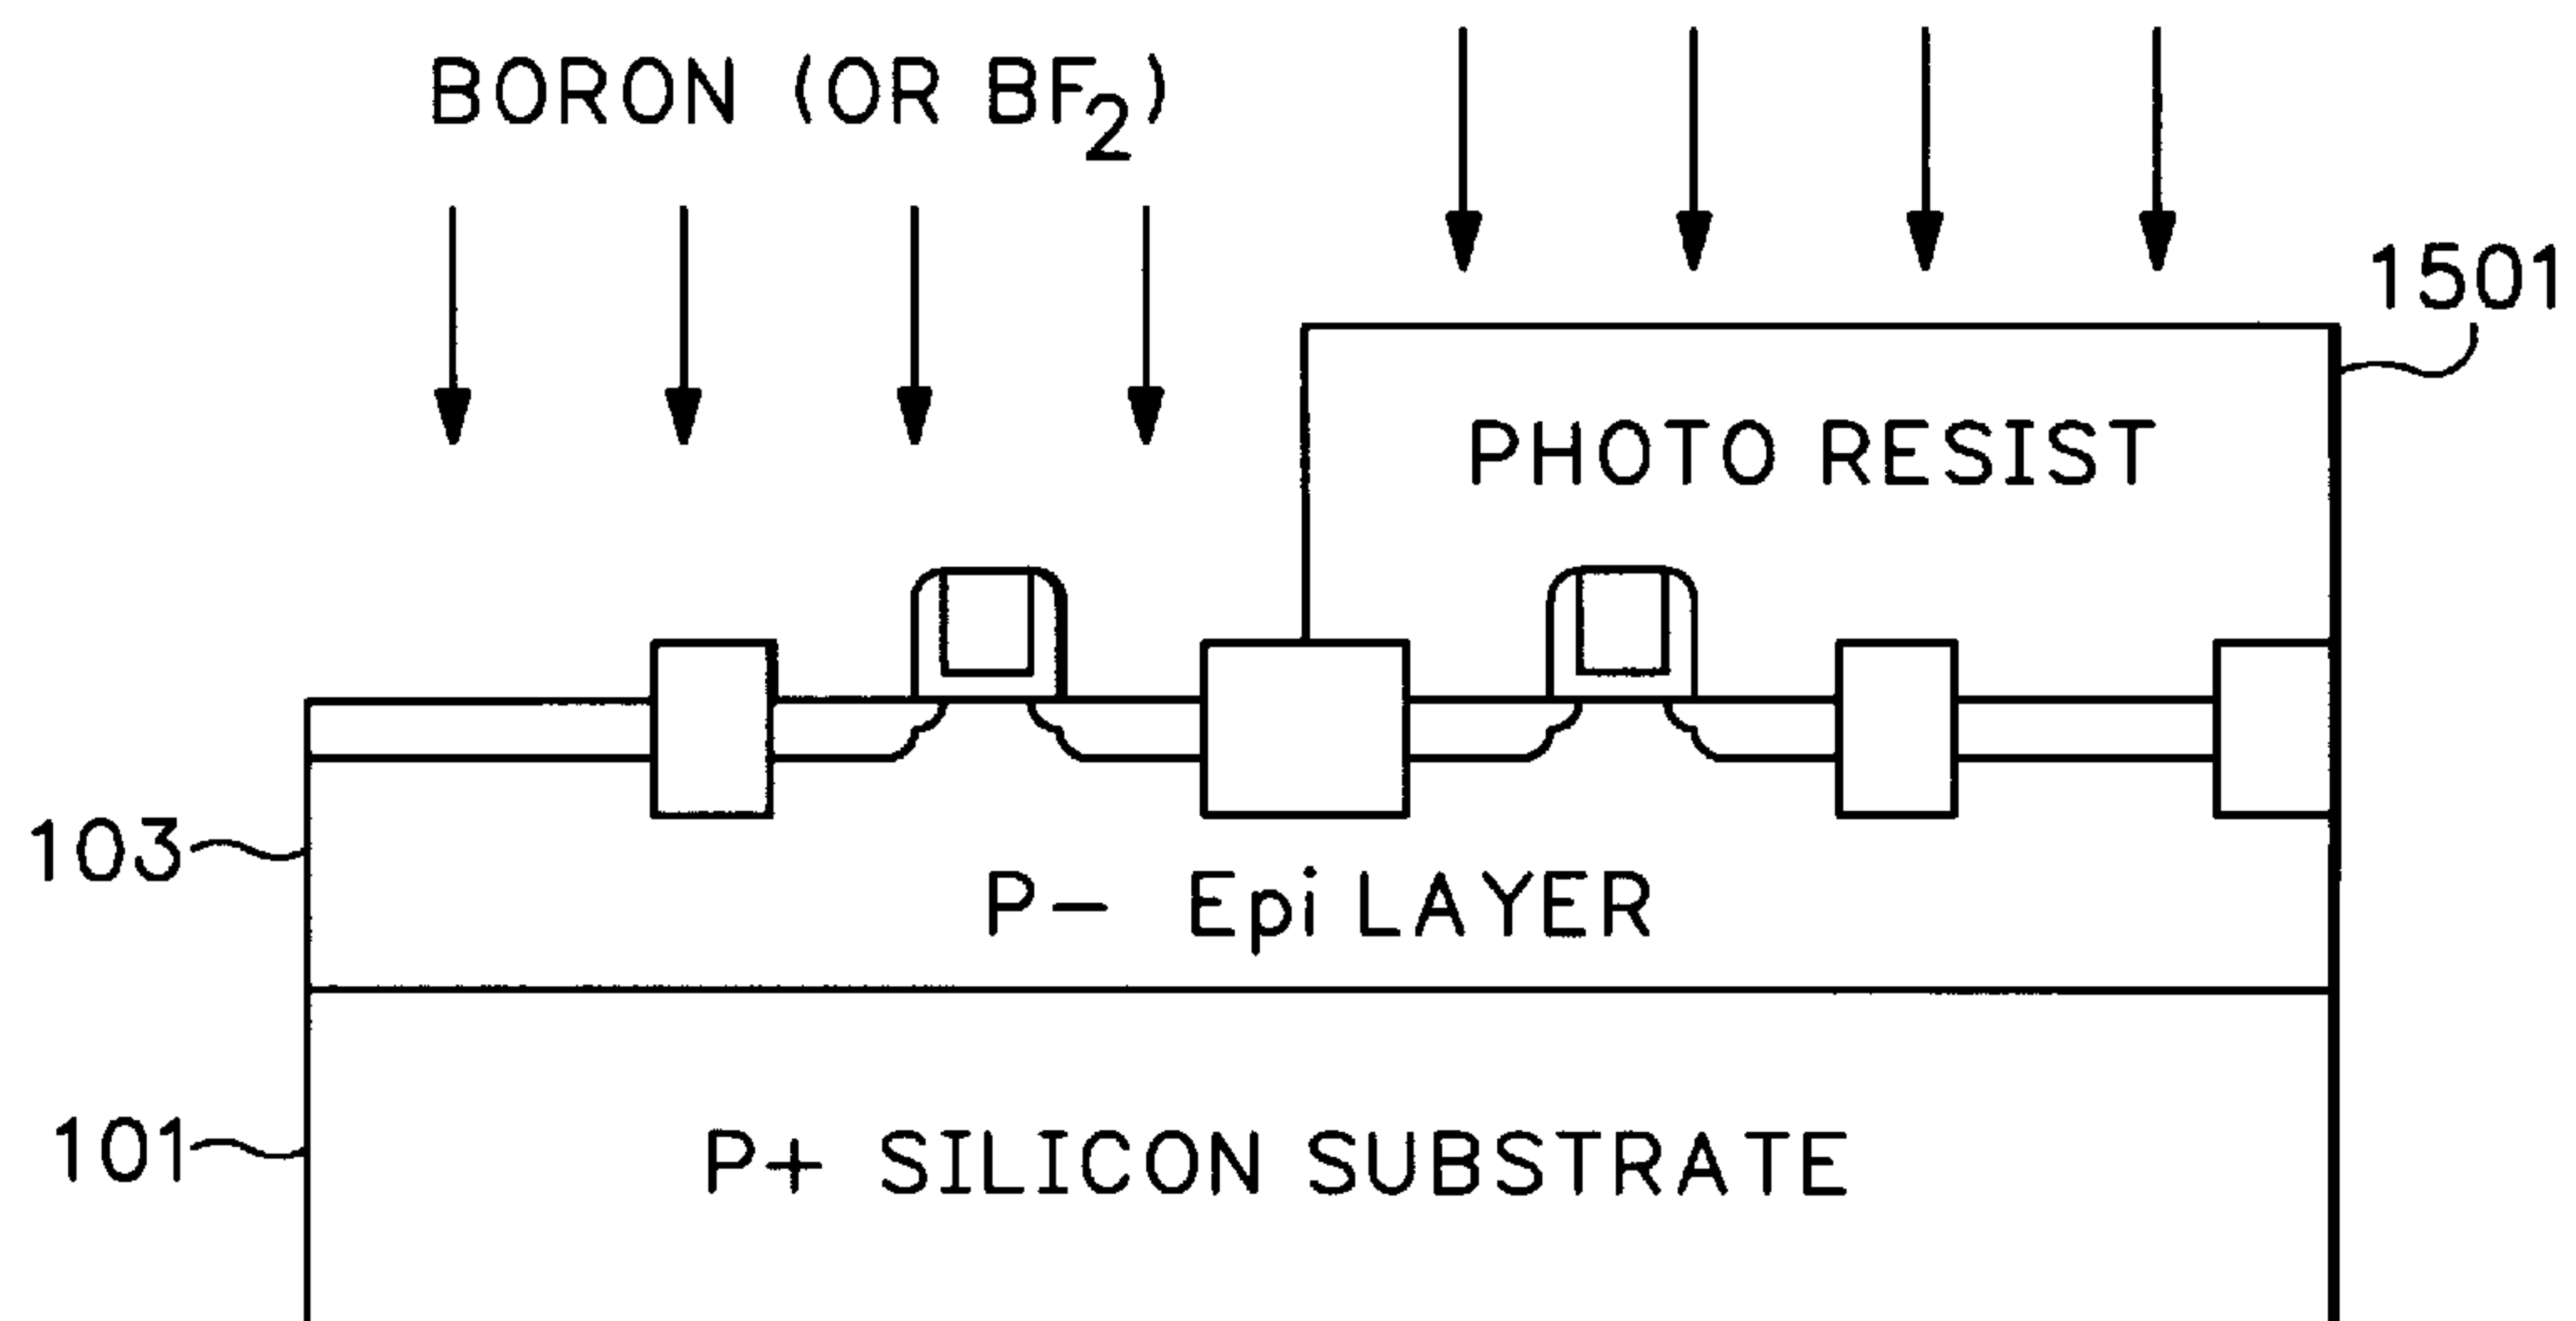 BORON (OR BF₂)
1501
PHOTO RESIST
103
P- Epi LAYER
101
P+ SILICON SUBSTRATE